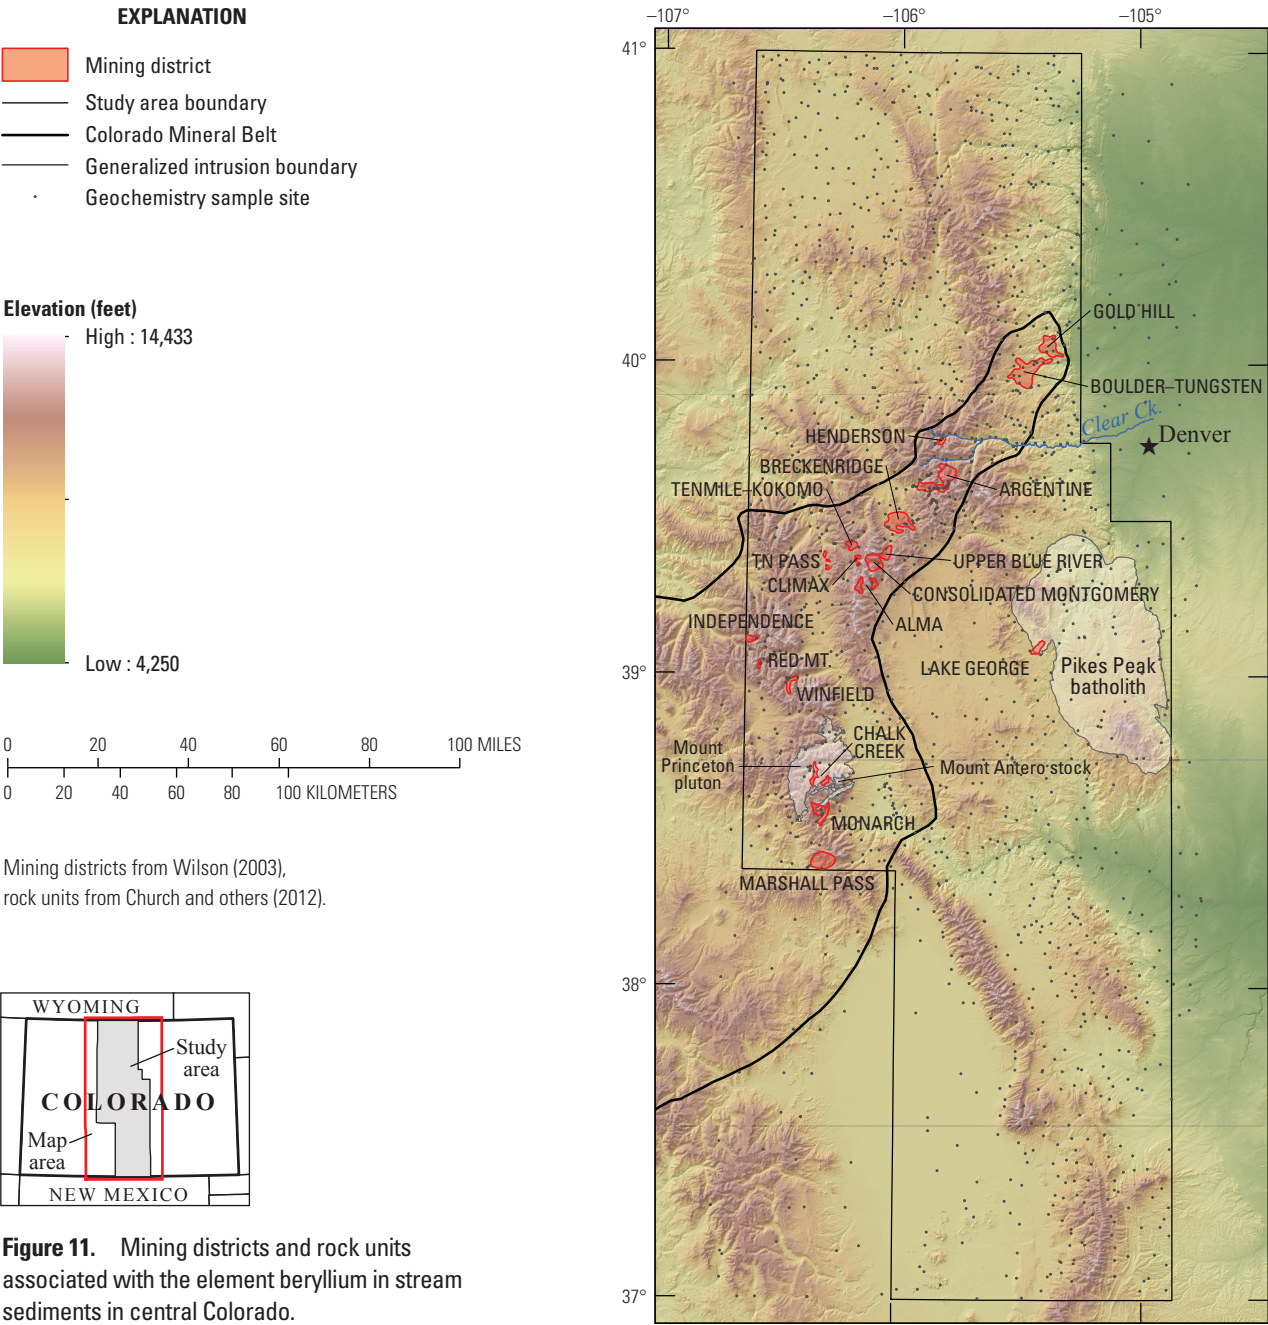 EXPLANATION
Mining district
Study area boundary
Colorado Mineral Belt
Generalized intrusion boundary
Geochemistry sample site
Elevation (feet)
High : 14,433
Low : 4,250
0 20 40 60 80 100 MILES
0 20 40 60 80 100 KILOMETERS
Mining districts from Wilson (2003),
rock units from Church and others (2012).
WYOMING
Study
area
COLORADO
Map
area
NEW MEXICO
Figure 11. Mining districts and rock units
associated with the element beryllium in stream
sediments in central Colorado.
–107° –106° –105°
41°
GOLD HILL
40°
BOULDER–TUNGSTEN
Clear Ck.
Denver
HENDERSON
BRECKENRIDGE
TENMILE–KOKOMO
ARGENTINE
TN PASS
UPPER BLUE RIVER
CLIMAX
CONSOLIDATED MONTGOMERY
INDEPENDENCE
ALMA
RED MT.
LAKE GEORGE
Pikes Peak
batholith
39°
WINFIELD
CHALK
CREEK
Mount
Princeton
pluton
Mount Antero stock
MONARCH
MARSHALL PASS
38°
37°